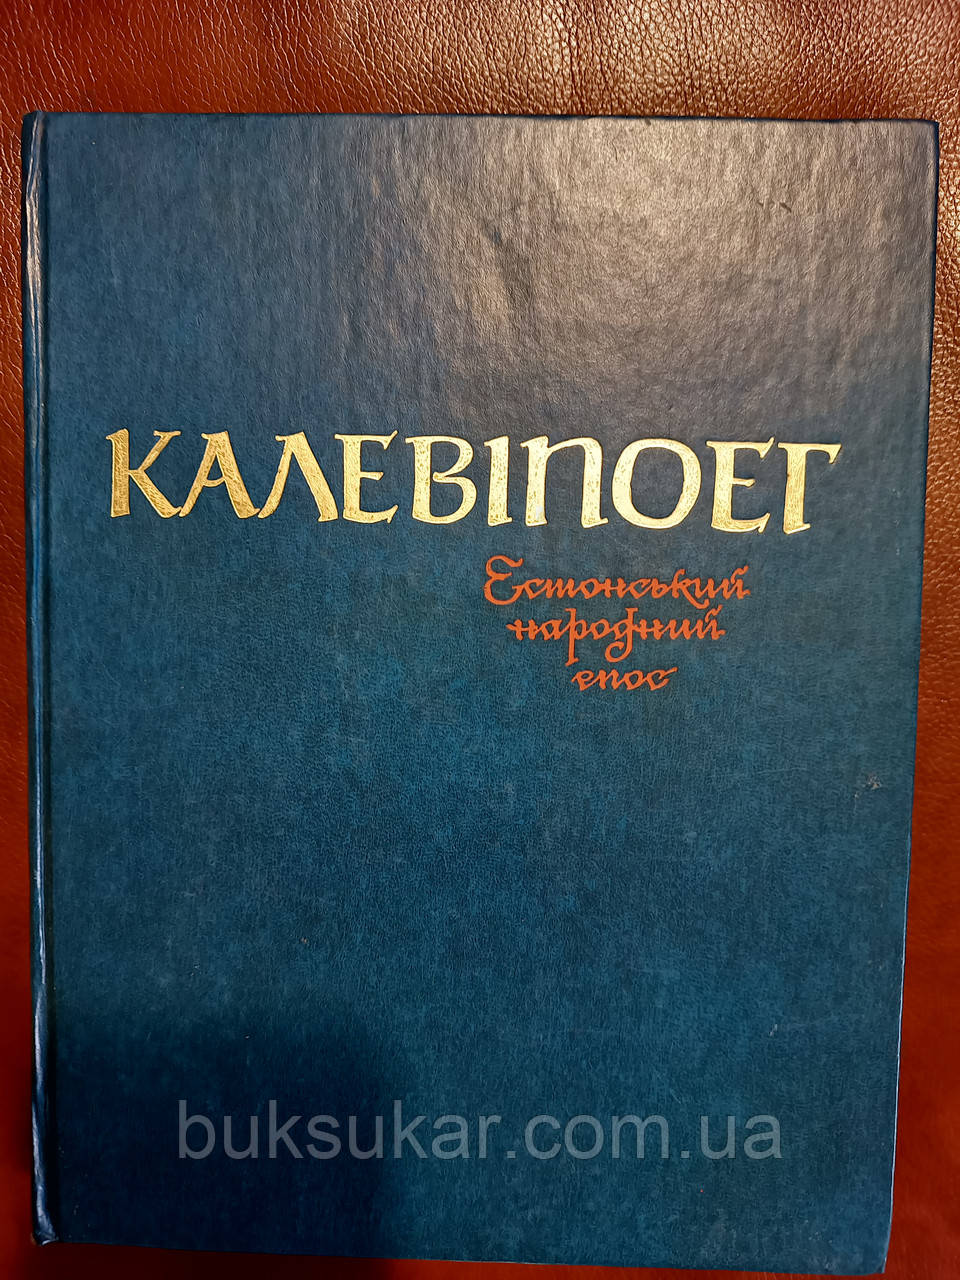 КАЛЕВІПОЕГ
Естонський
народний
епос
buksukar.com.ua